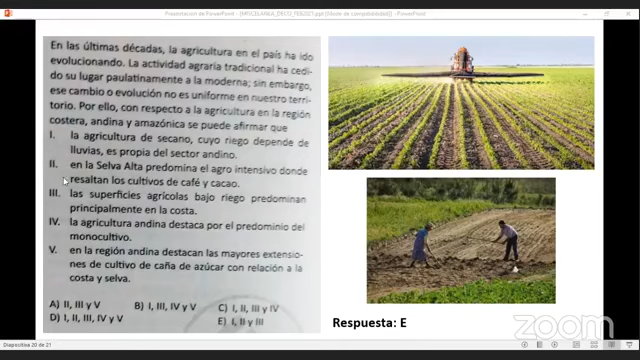 Presentacion de PowerPoint - [MISCELANEA_DECO_FEB2021.ppt [Modo de compatibilidad]] - PowerPoint
En las últimas décadas, la agricultura en el país ha ido
evolucionando. La actividad agraria tradicional ha cedi-
do su lugar paulatinamente a la moderna; sin embargo,
ese cambio o evolución no es uniforme en nuestro terri-
torio. Por ello, con respecto a la agricultura en la región
costera, andina y amazónica se puede afirmar que
I. la agricultura de secano, cuyo riego depende de
lluvias, es propia del sector andino.
II. en la Selva Alta predomina el agro intensivo donde
resaltan los cultivos de café y cacao.
III. las superficies agrícolas bajo riego predominan
principalmente en la costa.
IV. la agricultura andina destaca por el predominio del
monocultivo.
V. en la región andina destacan las mayores extensio-
nes de cultivo de caña de azúcar con relación a la
costa y selva.
A) II, III y V B) I, III, IV y V C) I, II, III y IV
D) I, II, III, IV y V E) I, II y III
Respuesta: E
zoom
Diapositiva 20 de 21